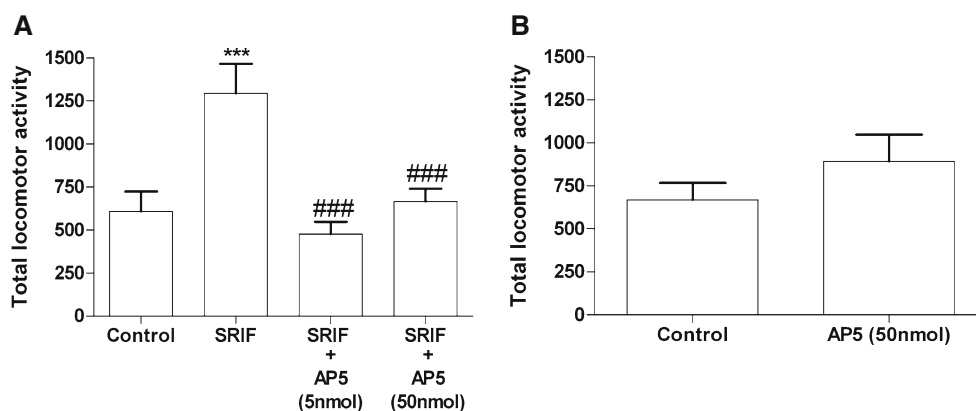 A
Total locomotor activity
1500
1250
1000
750
500
250
0
***
###
###
Control
SRIF
SRIF
+
AP5
(5nmol)
SRIF
+
AP5
(50nmol)
B
Total locomotor activity
1500
1250
1000
750
500
250
0
Control
AP5 (50nmol)